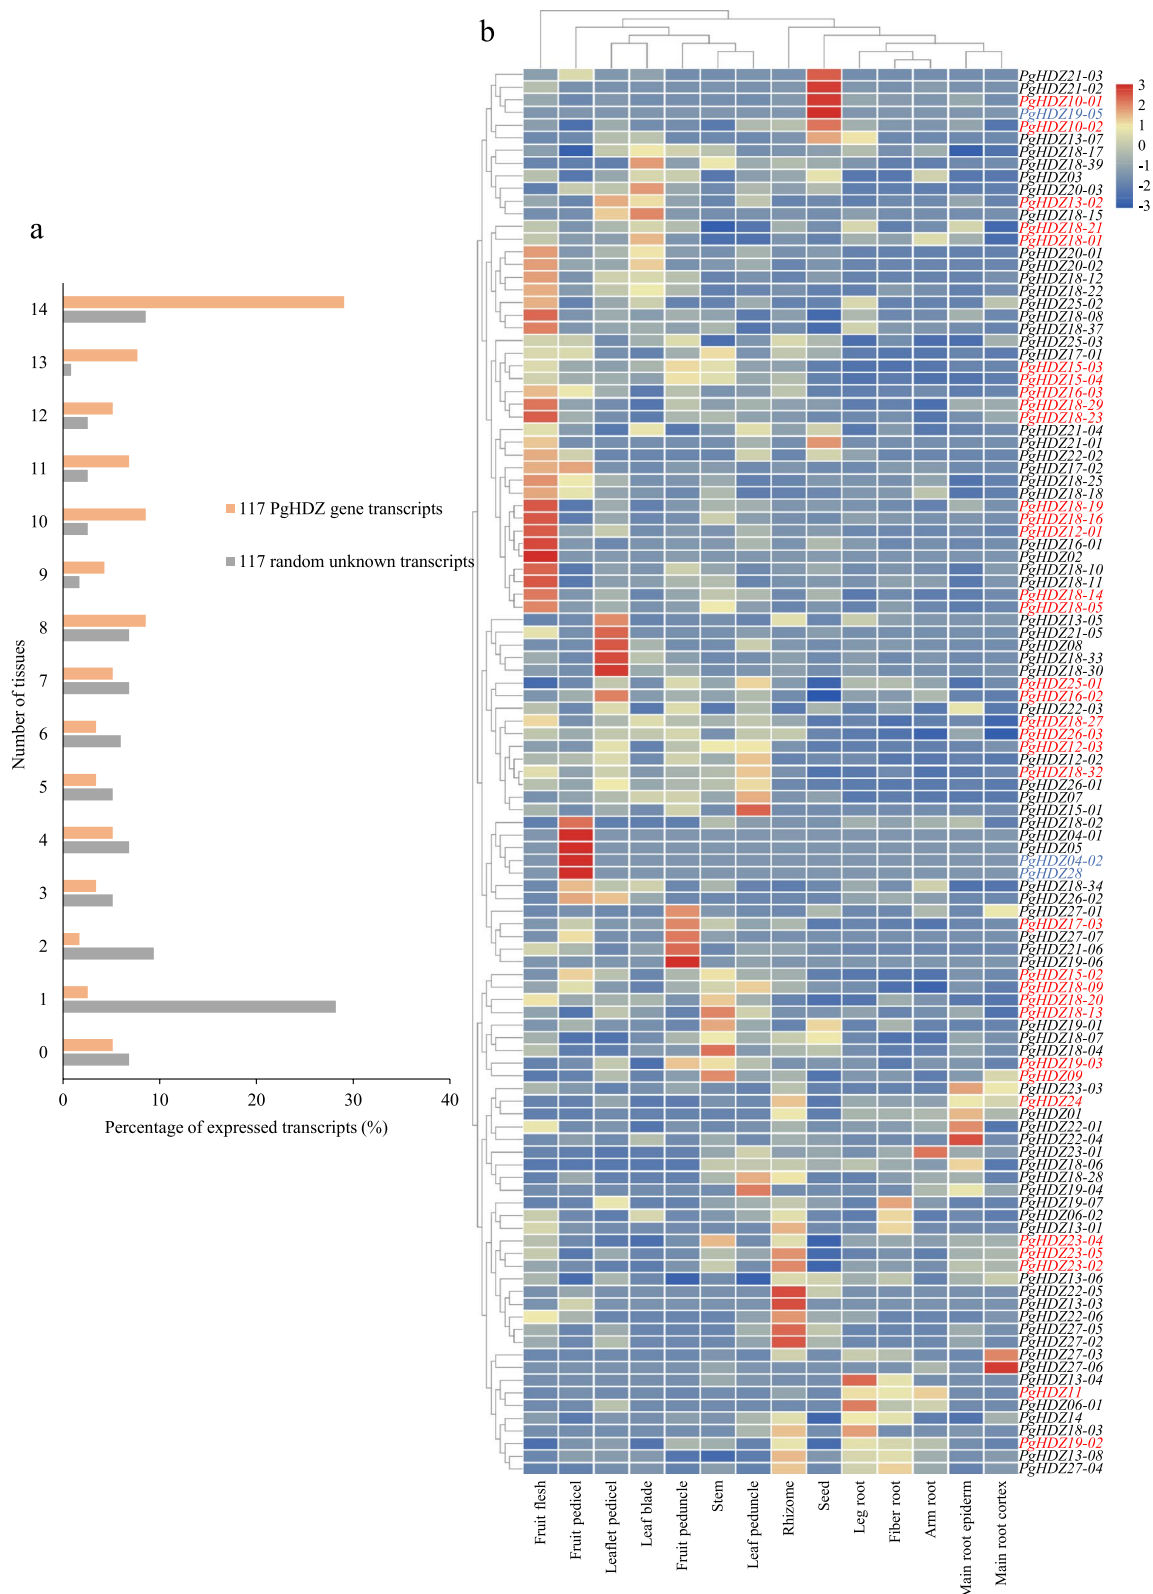 a
14
13
12
11
10
9
8
7
6
5
4
3
2
1
0
Number of tissues
0
10
20
30
40
Percentage of expressed transcripts (%)
117 PgHDZ gene transcripts
117 random unknown transcripts
b
PgHDZ21-03
PgHDZ21-02
PgHDZ10-01
PgHDZ19-05
PgHDZ10-02
PgHDZ13-07
PgHDZ18-17
PgHDZ18-39
PgHDZ03
PgHDZ20-03
PgHDZ13-02
PgHDZ18-15
PgHDZ18-21
PgHDZ18-01
PgHDZ20-01
PgHDZ20-02
PgHDZ18-12
PgHDZ18-22
PgHDZ25-02
PgHDZ18-08
PgHDZ18-37
PgHDZ25-03
PgHDZ17-01
PgHDZ15-03
PgHDZ15-04
PgHDZ16-03
PgHDZ18-29
PgHDZ18-23
PgHDZ21-04
PgHDZ21-01
PgHDZ22-02
PgHDZ17-02
PgHDZ18-25
PgHDZ18-18
PgHDZ18-19
PgHDZ18-16
PgHDZ12-01
PgHDZ16-01
PgHDZ02
PgHDZ18-10
PgHDZ18-11
PgHDZ18-14
PgHDZ18-05
PgHDZ13-05
PgHDZ21-05
PgHDZ08
PgHDZ18-33
PgHDZ18-30
PgHDZ25-01
PgHDZ16-02
PgHDZ22-03
PgHDZ18-27
PgHDZ26-03
PgHDZ12-03
PgHDZ12-02
PgHDZ18-32
PgHDZ26-01
PgHDZ07
PgHDZ15-01
PgHDZ18-02
PgHDZ04-01
PgHDZ05
PgHDZ04-02
PgHDZ28
PgHDZ18-34
PgHDZ26-02
PgHDZ27-01
PgHDZ17-03
PgHDZ27-07
PgHDZ21-06
PgHDZ19-06
PgHDZ15-02
PgHDZ18-09
PgHDZ18-20
PgHDZ18-13
PgHDZ19-01
PgHDZ18-07
PgHDZ18-04
PgHDZ19-03
PgHDZ09
PgHDZ23-03
PgHDZ24
PgHDZ01
PgHDZ22-01
PgHDZ22-04
PgHDZ23-01
PgHDZ18-06
PgHDZ18-28
PgHDZ19-04
PgHDZ19-07
PgHDZ06-02
PgHDZ13-01
PgHDZ23-04
PgHDZ23-05
PgHDZ23-02
PgHDZ13-06
PgHDZ22-05
PgHDZ13-03
PgHDZ22-06
PgHDZ27-05
PgHDZ27-02
PgHDZ27-03
PgHDZ27-06
PgHDZ13-04
PgHDZ11
PgHDZ06-01
PgHDZ14
PgHDZ18-03
PgHDZ19-02
PgHDZ13-08
PgHDZ27-04
3
2
1
0
-1
-2
-3
Fruit flesh
Fruit pedicel
Leaflet pedicel
Leaf blade
Fruit peduncle
Stem
Leaf peduncle
Rhizome
Seed
Leg root
Fiber root
Arm root
Main root epiderm
Main root cortex